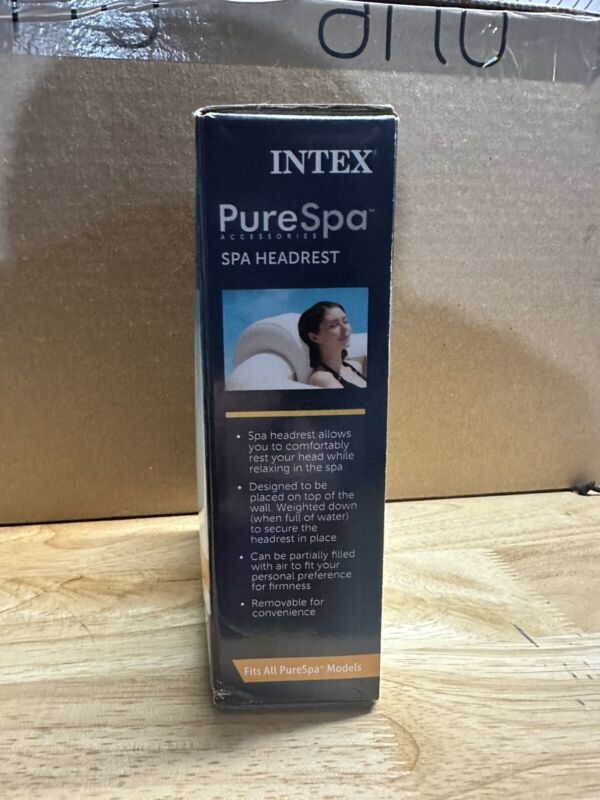 INTEX®
PureSpa™
ACCESSORIES
SPA HEADREST
• Spa headrest allows
you to comfortably
rest your head while
relaxing in the spa
• Designed to be
placed on top of the
wall. Weighted down
(when full of water)
to secure the
headrest in place
• Can be partially filled
with air to fit your
personal preference
for firmness
• Removable for
convenience
Fits All PureSpa™ Models